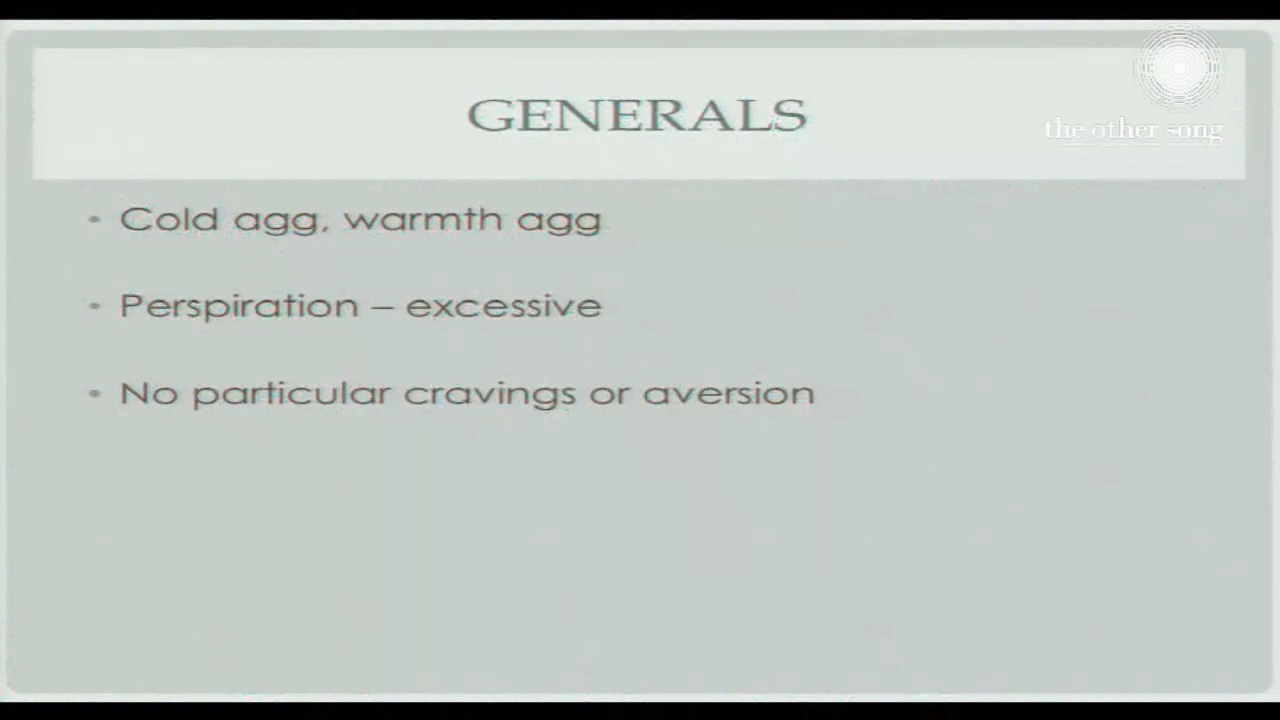 GENERALS
the other song
• Cold agg, warmth agg
• Perspiration – excessive
• No particular cravings or aversion